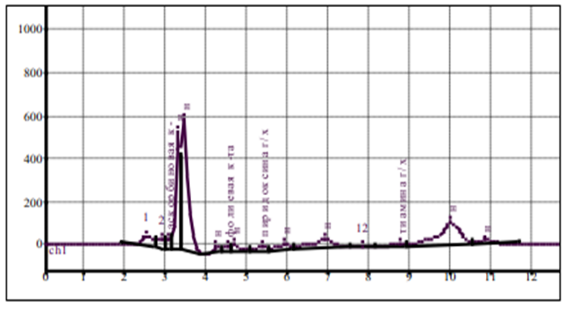 1000
800
600
400
200
0
ch1
1
2
аскорбиновая к-
н
н
н
фолиевая к-та
н
пиридоксина г/х
н
н
12
тиамина г/х
н
н
0 1 2 3 4 5 6 7 8 9 10 11 12